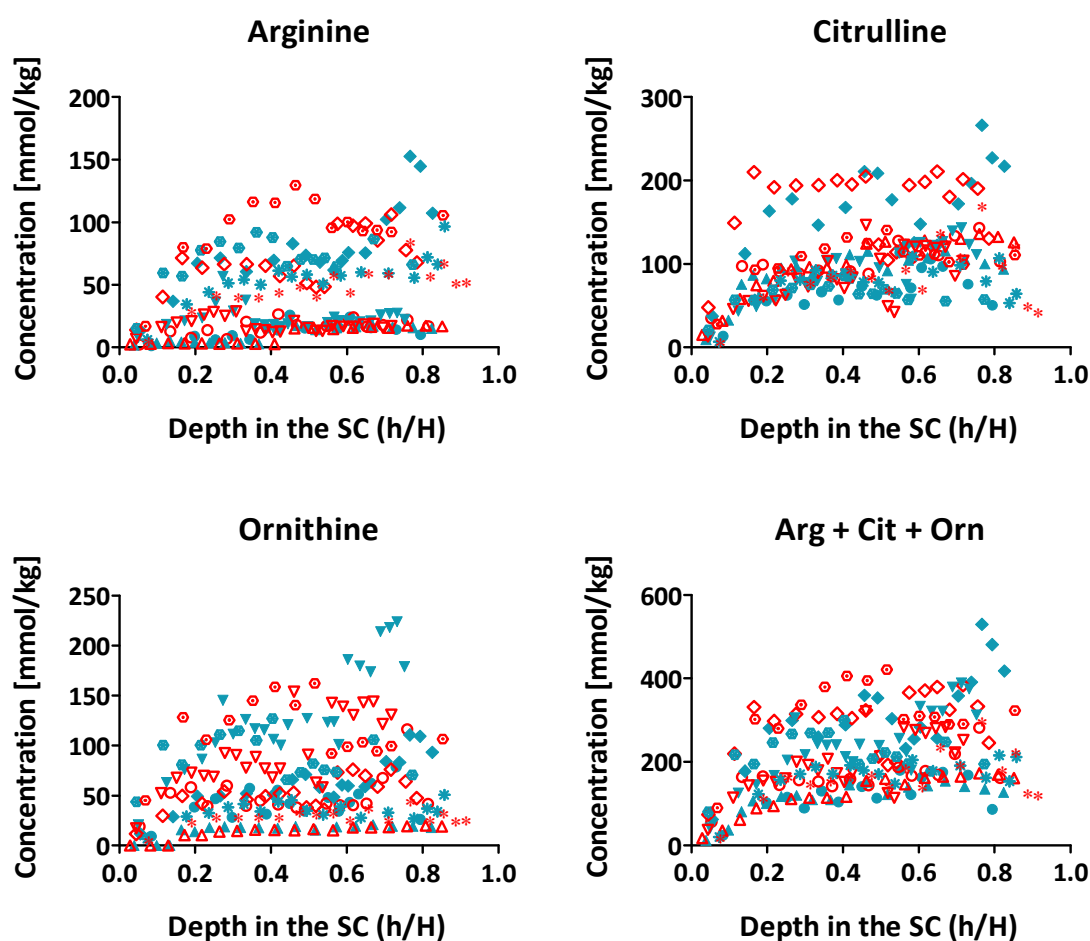 Arginine
Concentration [mmol/kg]
200
150
100
50
0
0.0 0.2 0.4 0.6 0.8 1.0
Depth in the SC (h/H)
Citrulline
Concentration [mmol/kg]
300
200
100
0
0.0 0.2 0.4 0.6 0.8 1.0
Depth in the SC (h/H)
Ornithine
Concentration [mmol/kg]
250
200
150
100
50
0
0.0 0.2 0.4 0.6 0.8 1.0
Depth in the SC (h/H)
Arg + Cit + Orn
Concentration [mmol/kg]
600
400
200
0
0.0 0.2 0.4 0.6 0.8 1.0
Depth in the SC (h/H)